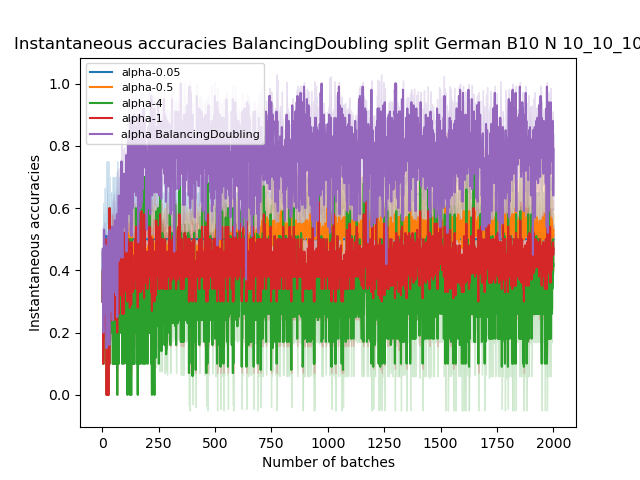 Instantaneous accuracies BalancingDoubling split German B10 N 10_10_10
alpha-0.05
alpha-0.5
alpha-4
alpha-1
alpha BalancingDoubling
1.0
0.8
0.6
0.4
0.2
0.0
Instantaneous accuracies
0 250 500 750 1000 1250 1500 1750 2000
Number of batches